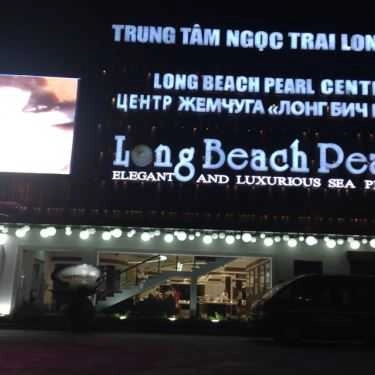 TRUNG TÂM NGỌC TRAI LON
LONG BEACH PEARL CENT
ЦЕНТР ЖЕМЧУГА «ЛОНГ БИЧ
Long Beach Pea
ELEGANT AND LUXURIOUS SEA P